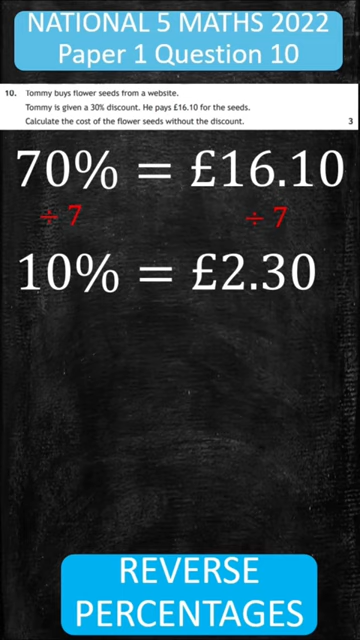 NATIONAL 5 MATHS 2022
Paper 1 Question 10
10. Tommy buys flower seeds from a website.
Tommy is given a 30% discount. He pays £16.10 for the seeds.
Calculate the cost of the flower seeds without the discount. 3
70% = £16.10
÷ 7 ÷ 7
10% = £2.30
REVERSE
PERCENTAGES